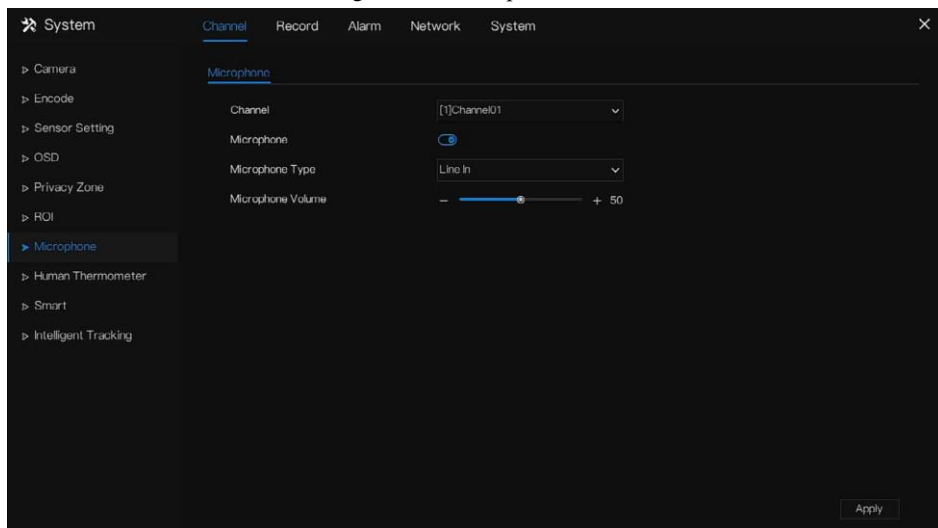 System
Channel Record Alarm Network System
Camera
Encode
Sensor Setting
OSD
Privacy Zone
ROI
Microphone
Human Thermometer
Smart
Intelligent Tracking
Microphone
Channel [1]Channel01
Microphone
Microphone Type Line In
Microphone Volume − + 50
Apply